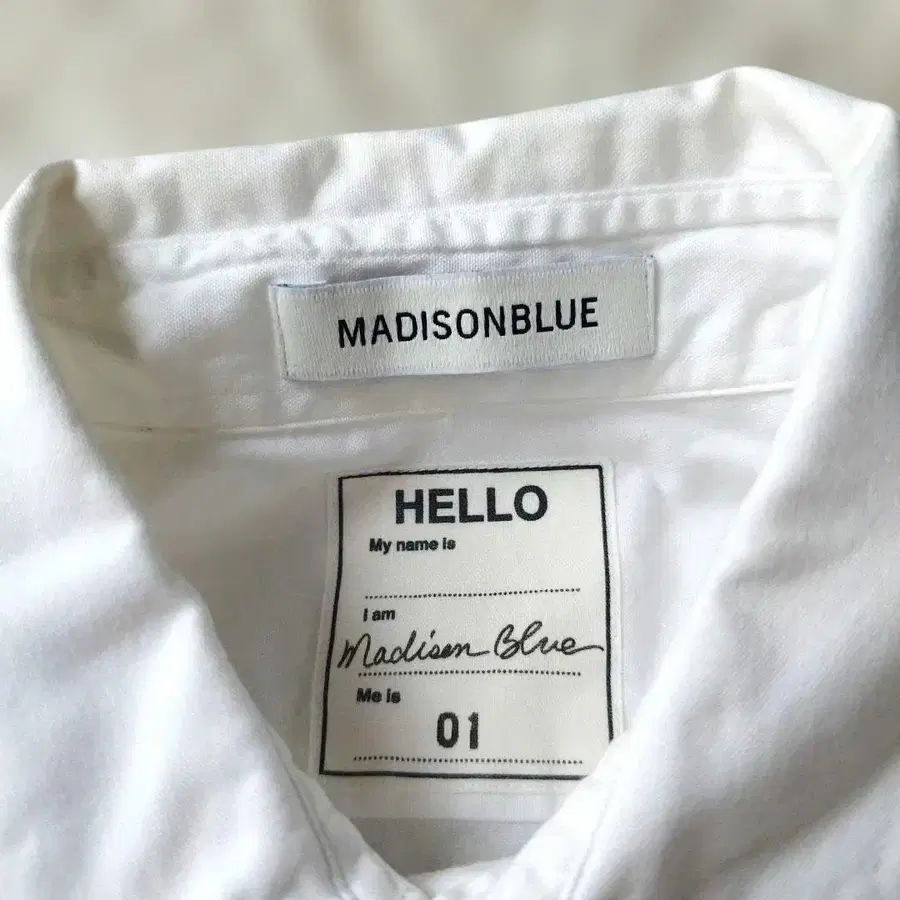 MADISONBLUE
HELLO
My name is
I am
Madison Blue
Me is
01